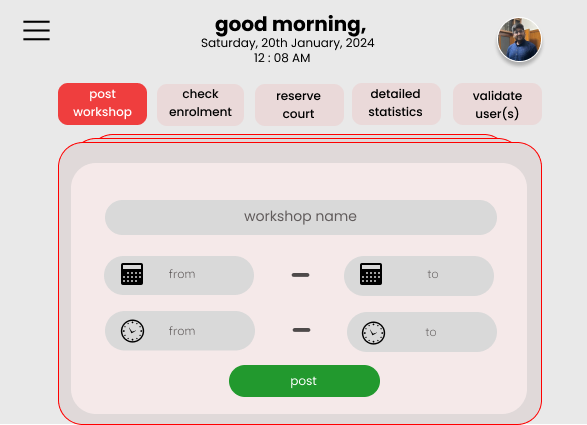 good morning,
Saturday, 20th January, 2024
12 : 08 AM
post
workshop
check
enrolment
reserve
court
detailed
statistics
validate
user(s)
workshop name
from
to
from
to
post